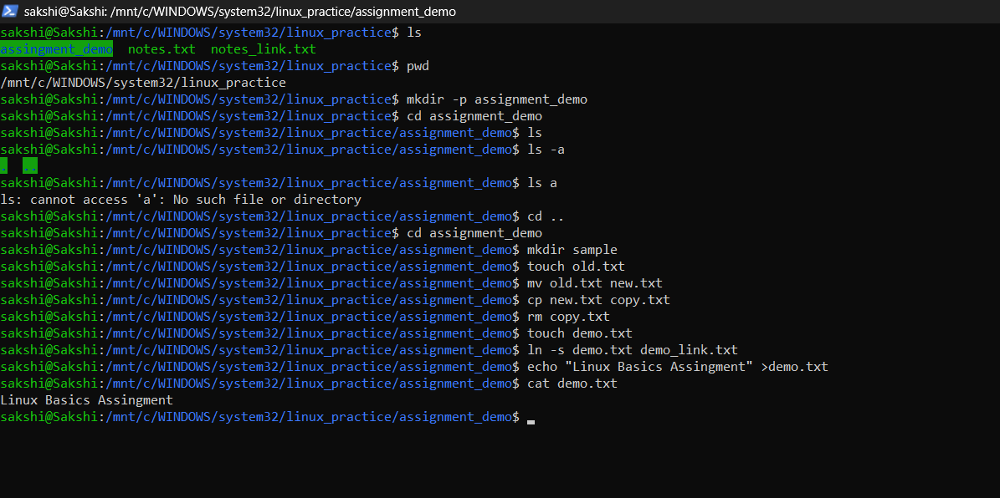 sakshi@Sakshi: /mnt/c/WINDOWS/system32/linux_practice/assignment_demo
sakshi@Sakshi:/mnt/c/WINDOWS/system32/linux_practice$ ls
assingment_demo  notes.txt  notes_link.txt
sakshi@Sakshi:/mnt/c/WINDOWS/system32/linux_practice$ pwd
/mnt/c/WINDOWS/system32/linux_practice
sakshi@Sakshi:/mnt/c/WINDOWS/system32/linux_practice$ mkdir -p assignment_demo
sakshi@Sakshi:/mnt/c/WINDOWS/system32/linux_practice$ cd assignment_demo
sakshi@Sakshi:/mnt/c/WINDOWS/system32/linux_practice/assignment_demo$ ls
sakshi@Sakshi:/mnt/c/WINDOWS/system32/linux_practice/assignment_demo$ ls -a
.  ..
sakshi@Sakshi:/mnt/c/WINDOWS/system32/linux_practice/assignment_demo$ ls a
ls: cannot access 'a': No such file or directory
sakshi@Sakshi:/mnt/c/WINDOWS/system32/linux_practice/assignment_demo$ cd ..
sakshi@Sakshi:/mnt/c/WINDOWS/system32/linux_practice$ cd assignment_demo
sakshi@Sakshi:/mnt/c/WINDOWS/system32/linux_practice/assignment_demo$ mkdir sample
sakshi@Sakshi:/mnt/c/WINDOWS/system32/linux_practice/assignment_demo$ touch old.txt
sakshi@Sakshi:/mnt/c/WINDOWS/system32/linux_practice/assignment_demo$ mv old.txt new.txt
sakshi@Sakshi:/mnt/c/WINDOWS/system32/linux_practice/assignment_demo$ cp new.txt copy.txt
sakshi@Sakshi:/mnt/c/WINDOWS/system32/linux_practice/assignment_demo$ rm copy.txt
sakshi@Sakshi:/mnt/c/WINDOWS/system32/linux_practice/assignment_demo$ touch demo.txt
sakshi@Sakshi:/mnt/c/WINDOWS/system32/linux_practice/assignment_demo$ ln -s demo.txt demo_link.txt
sakshi@Sakshi:/mnt/c/WINDOWS/system32/linux_practice/assignment_demo$ echo "Linux Basics Assingment" >demo.txt
sakshi@Sakshi:/mnt/c/WINDOWS/system32/linux_practice/assignment_demo$ cat demo.txt
Linux Basics Assingment
sakshi@Sakshi:/mnt/c/WINDOWS/system32/linux_practice/assignment_demo$